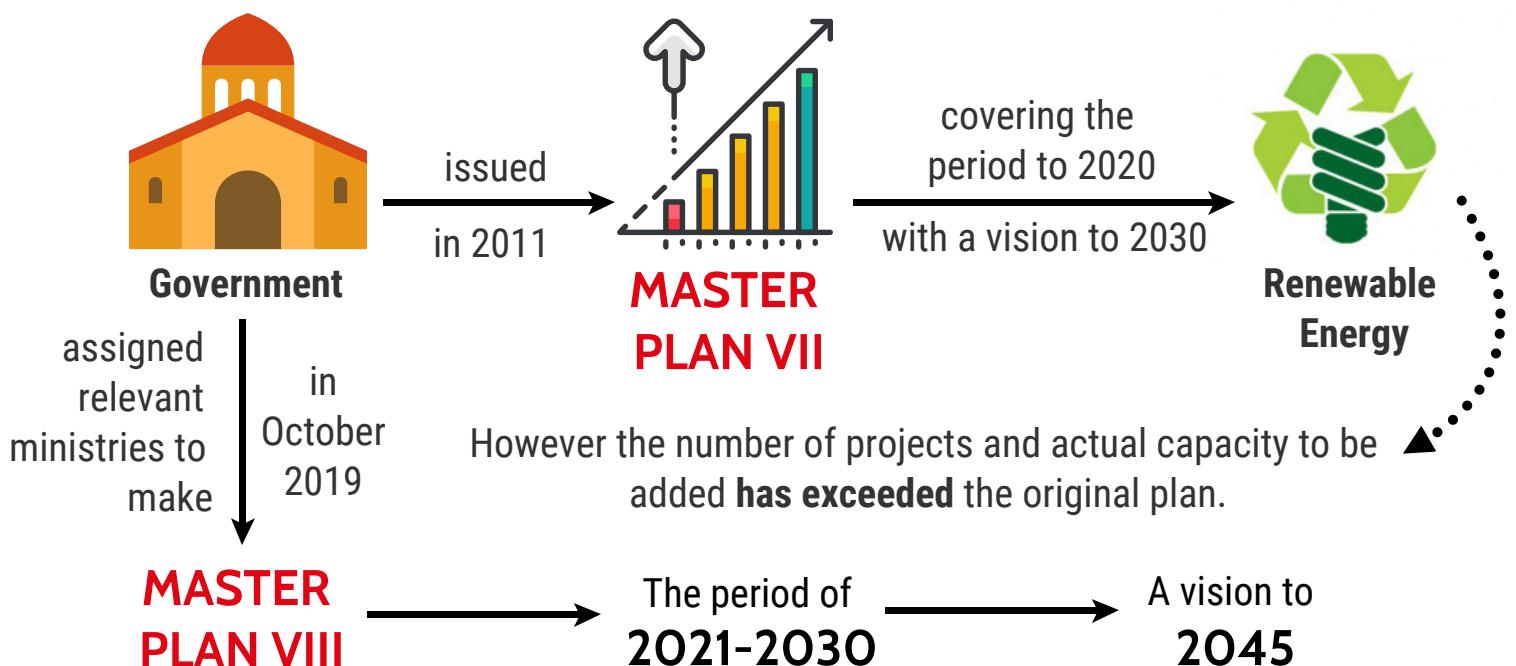 issued
in 2011
covering the
period to 2020
with a vision to 2030
Government
MASTER
PLAN VII
Renewable
Energy
assigned
relevant
ministries to
make
in
October
2019
However the number of projects and actual capacity to be
added has exceeded the original plan.
MASTER
PLAN VIII
The period of
2021-2030
A vision to
2045